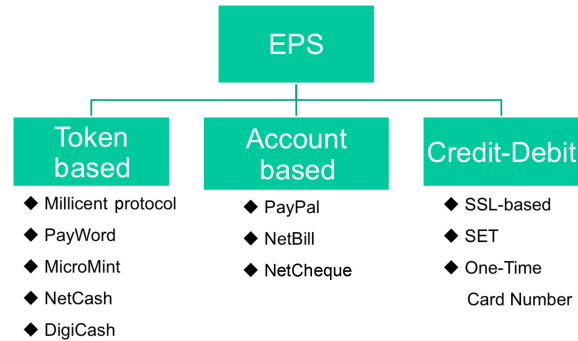 EPS
Token
based
Millicent protocol
PayWord
MicroMint
NetCash
DigiCash
Account
based
PayPal
NetBill
NetCheque
Credit-Debit
SSL-based
SET
One-Time
Card Number